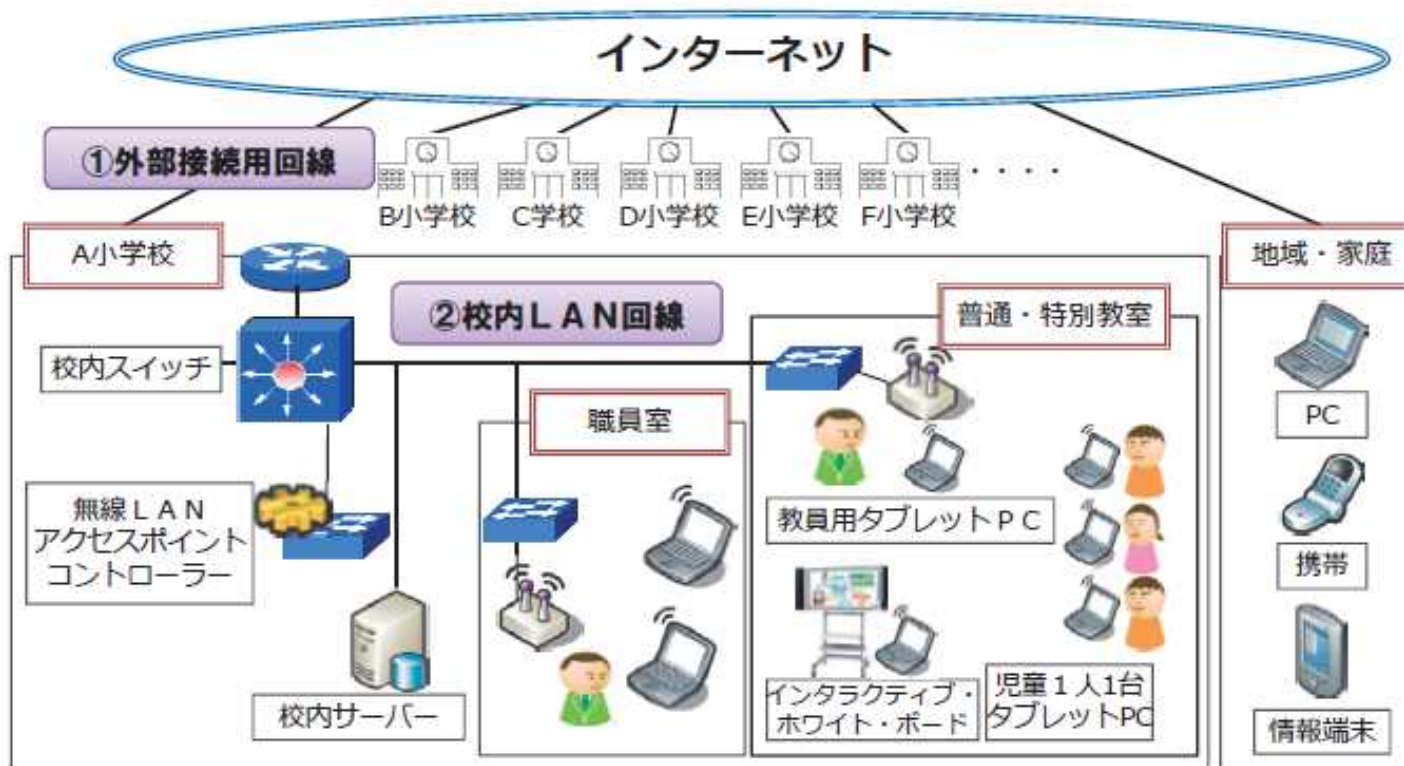 インターネット
①外部接続用回線
B小学校
C学校
D小学校
E小学校
F小学校
・・・・
A小学校
地域・家庭
②校内ＬＡＮ回線
普通・特別教室
校内スイッチ
職員室
PC
教員用タブレットＰＣ
無線ＬＡＮ
アクセスポイント
コントローラー
携帯
校内サーバー
インタラクティブ・
ホワイト・ボード
児童１人1台
タブレットPC
情報端末